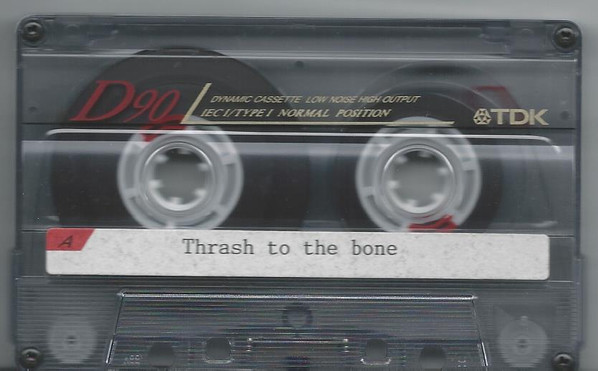 D90
DYNAMIC CASSETTE LOW NOISE HIGH OUTPUT
IEC I/TYPE I NORMAL POSITION
TDK
A
Thrash to the bone